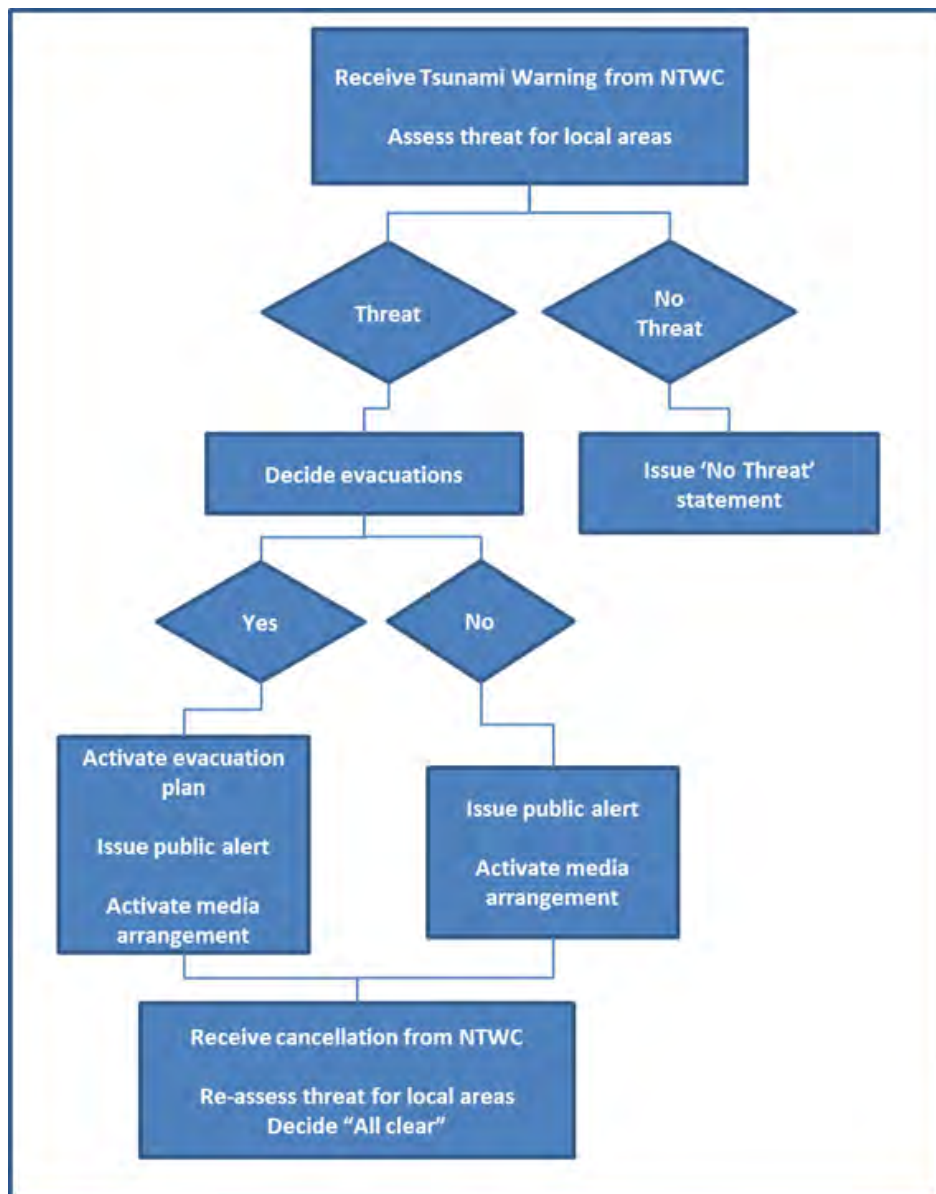 Receive Tsunami Warning from NTWC
Assess threat for local areas
Threat
No
Threat
Decide evacuations
Issue ‘No Threat’
statement
Yes
No
Activate evacuation
plan
Issue public alert
Activate media
arrangement
Issue public alert
Activate media
arrangement
Receive cancellation from NTWC
Re-assess threat for local areas
Decide “All clear”